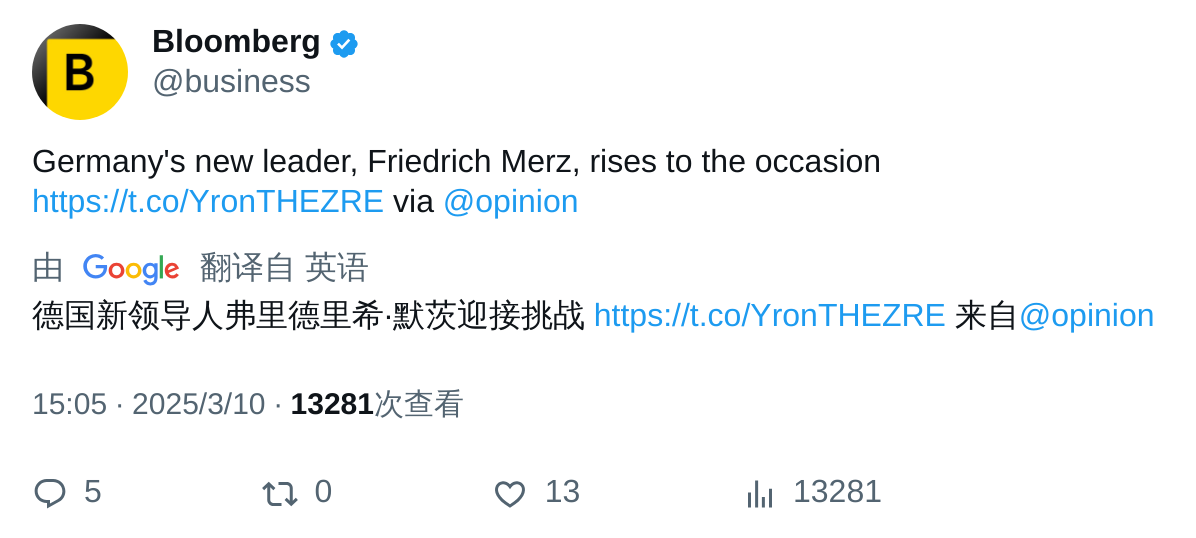 B
Bloomberg
@business
Germany's new leader, Friedrich Merz, rises to the occasion
https://t.co/YronTHEZRE via @opinion
由 Google 翻译自 英语
德国新领导人弗里德里希·默茨迎接挑战 https://t.co/YronTHEZRE 来自@opinion
15:05 · 2025/3/10 · 13281次查看
5 0 13 13281